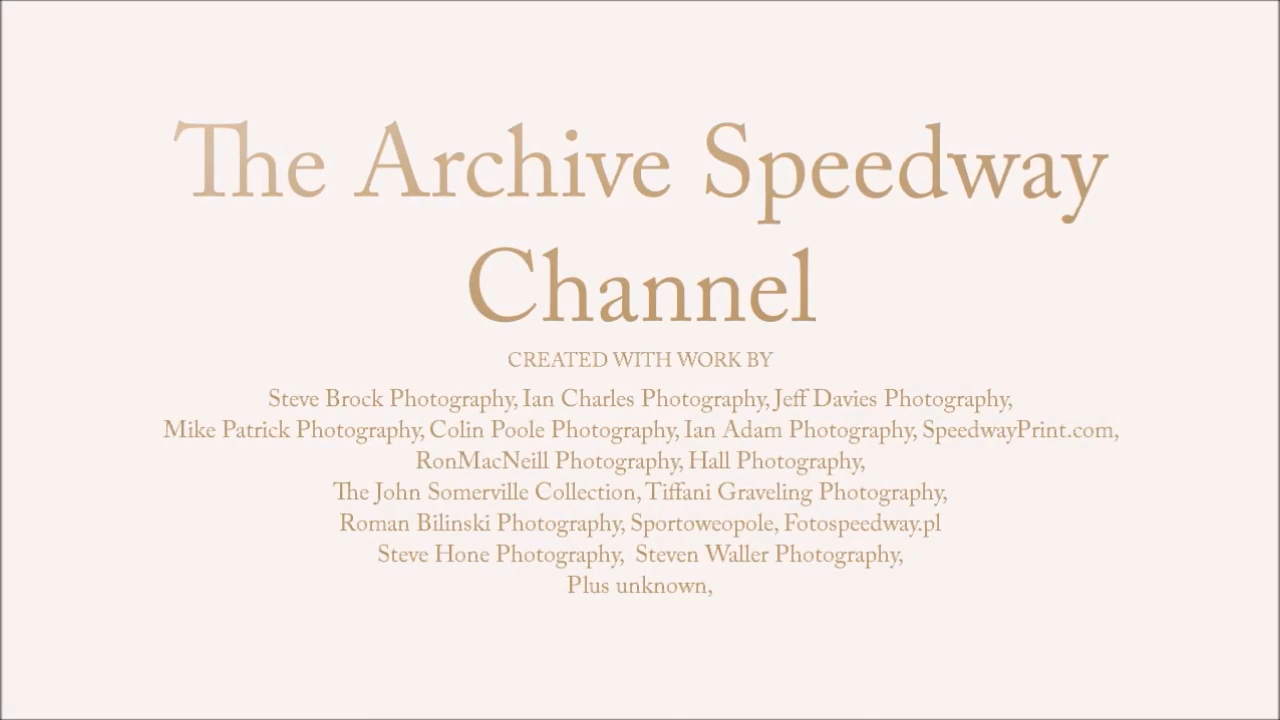 The Archive Speedway
Channel
CREATED WITH WORK BY
Steve Brock Photography, Ian Charles Photography, Jeff Davies Photography,
Mike Patrick Photography, Colin Poole Photography, Ian Adam Photography, SpeedwayPrint.com,
RonMacNeill Photography, Hall Photography,
The John Somerville Collection, Tiffani Graveling Photography,
Roman Bilinski Photography, Sportoweopole, Fotospeedway.pl
Steve Hone Photography,  Steven Waller Photography,
Plus unknown,